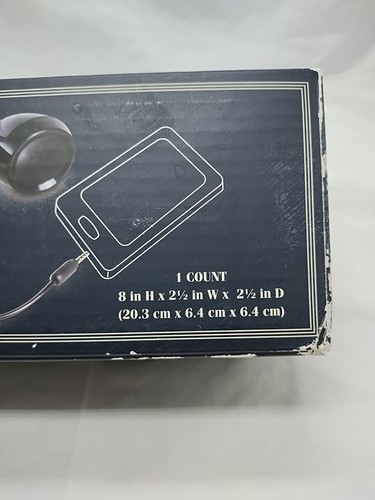 1 COUNT
8 in H x 2½ in W x 2½ in D
(20.3 cm x 6.4 cm x 6.4 cm)